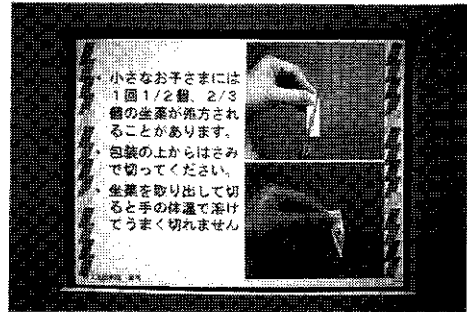 ・小さなお子さまには
1回1/2個、2/3
個の坐薬が処方され
ることがあります。
・包装の上からはさみ
で切ってください。
・坐薬を取り出して切
ると手の体温で溶け
てうまく切れません